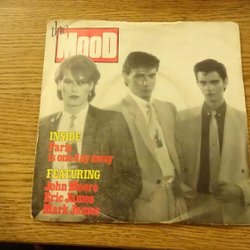 the
MOOD
INSIDE
Paris
is one day away
FEATURING
John Moore
Eric James
Mark James